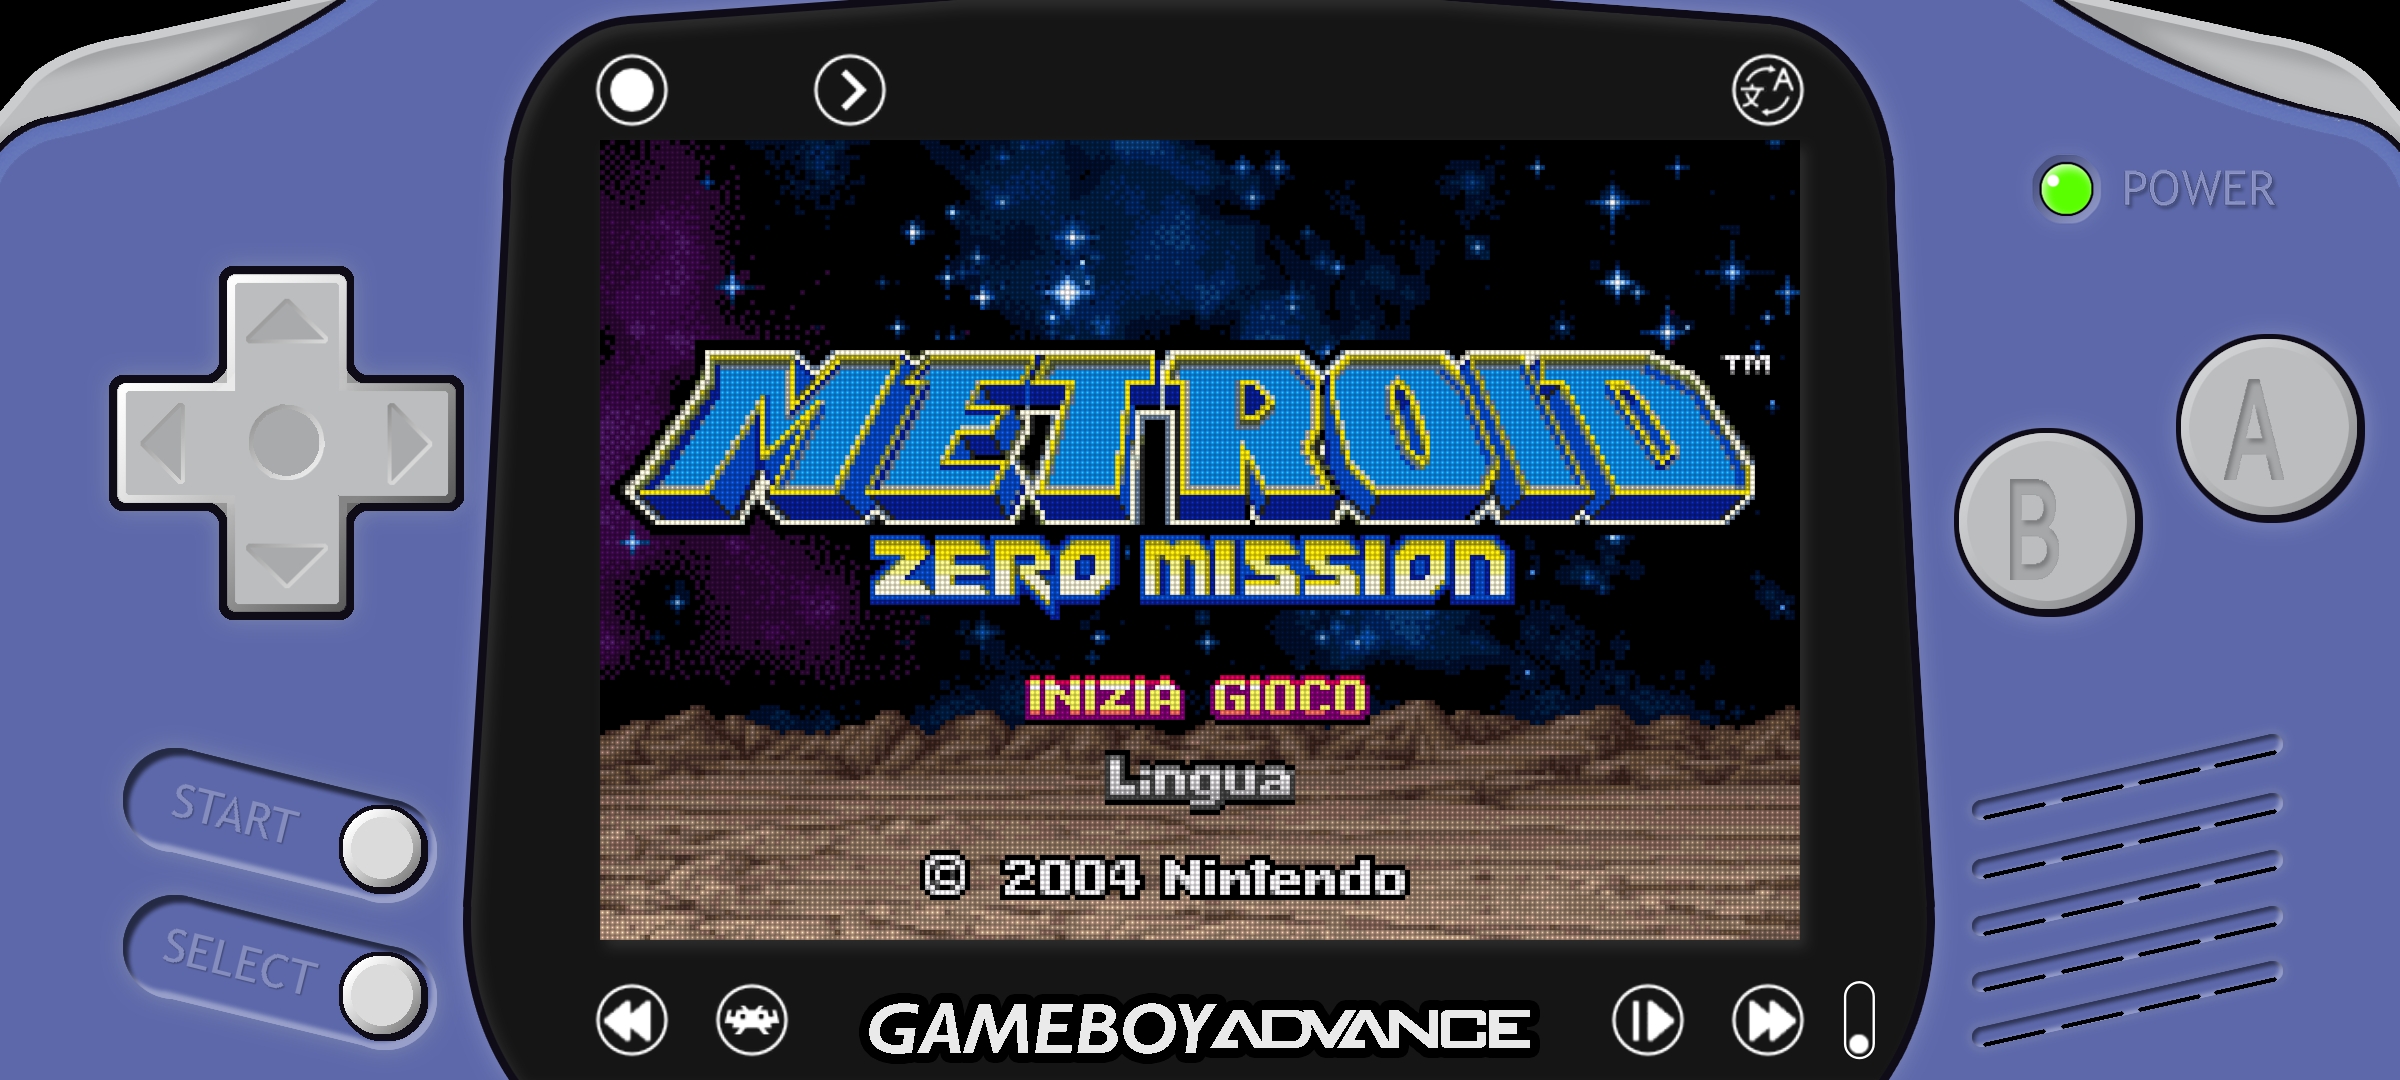 POWER
METROID™
ZERO MISSION
INIZIA GIOCO
Lingua
© 2004 Nintendo
A
B
START
SELECT
GAMEBOY ADVANCE